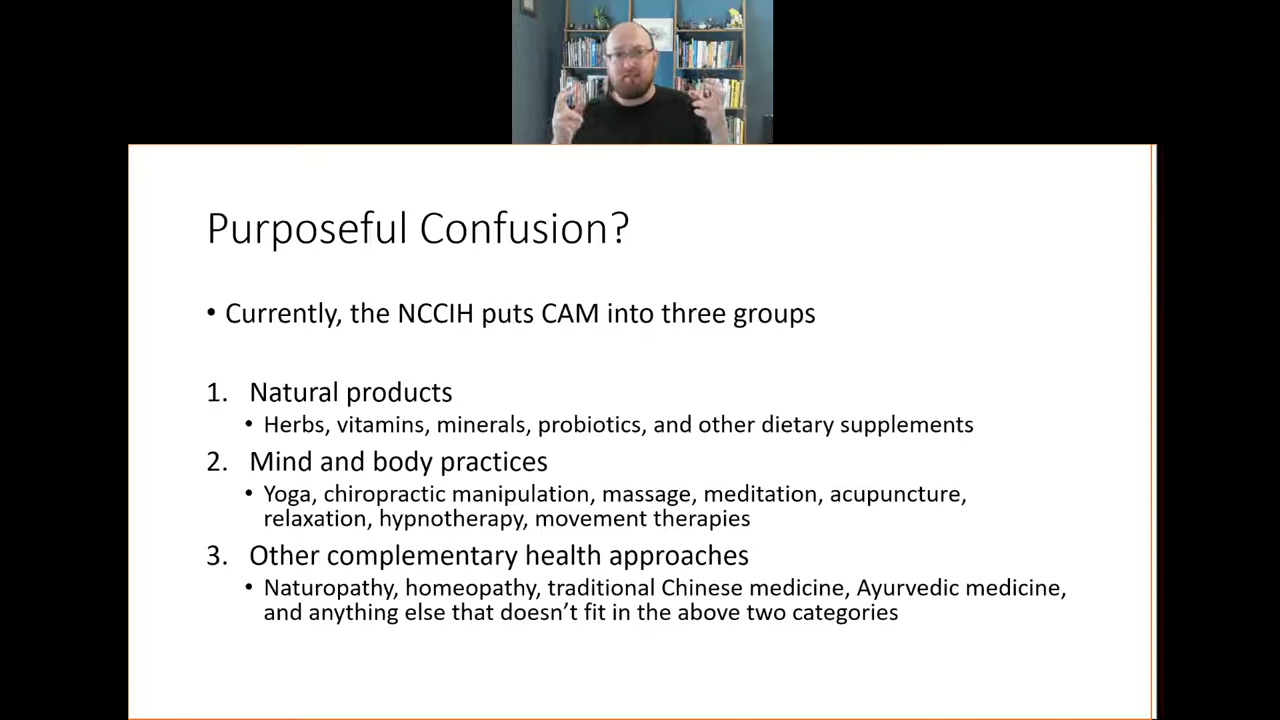 Purposeful Confusion?
• Currently, the NCCIH puts CAM into three groups
1. Natural products
• Herbs, vitamins, minerals, probiotics, and other dietary supplements
2. Mind and body practices
• Yoga, chiropractic manipulation, massage, meditation, acupuncture,
relaxation, hypnotherapy, movement therapies
3. Other complementary health approaches
• Naturopathy, homeopathy, traditional Chinese medicine, Ayurvedic medicine,
and anything else that doesn’t fit in the above two categories